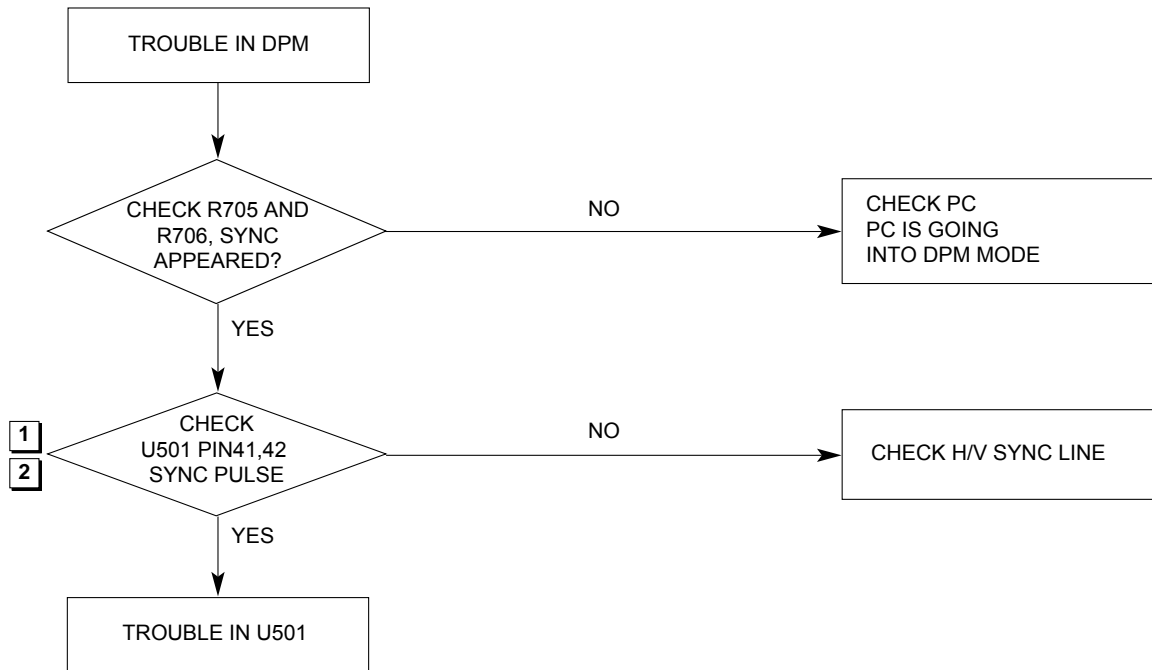 TROUBLE IN DPM
CHECK R705 AND
R706, SYNC
APPEARED?
NO
CHECK PC
PC IS GOING
INTO DPM MODE
YES
1
2
CHECK
U501 PIN41,42
SYNC PULSE
NO
CHECK H/V SYNC LINE
YES
TROUBLE IN U501